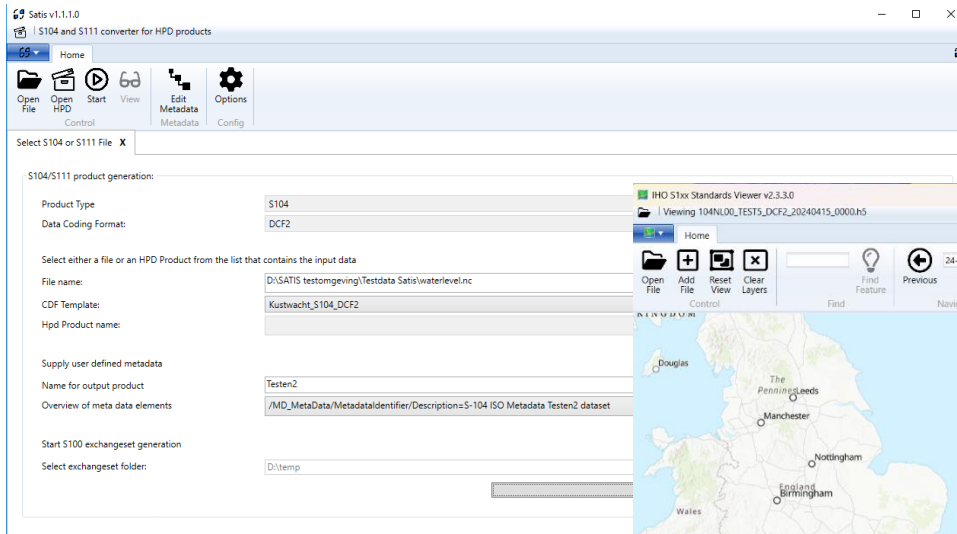 Satis v1.1.1.0
S104 and S111 converter for HPD products
Home
Open File
Open HPD
Start
View
Edit Metadata
Options
Control
Metadata
Config
Select S104 or S111 File X
S104/S111 product generation:
Product Type
S104
Data Coding Format:
DCF2
Select either a file or an HPD Product from the list that contains the input data
File name:
D:\SATIS testomgeving\Testdata Satis\waterlevel.nc
CDF Template:
Kustwacht_S104_DCF2
Hpd Product name:
Supply user defined metadata
Name for output product
Testen2
Overview of meta data elements
/MD_MetaData/MetadataIdentifier/Description=S-104 ISO Metadata Testen2 dataset
Start S100 exchangeset generation
Select exchangeset folder:
D:\temp
IHO S1xx Standards Viewer v2.3.3.0
Viewing 104NL00_TEST5_DCF2_20240415_0000.h5
Home
Open File
Add File
Reset View
Clear Layers
Find Feature
Previous
24-
Control
Find
Navig
KINGDOM
Douglas
The Pennines
Leeds
Manchester
Nottingham
England
Birmingham
Wales